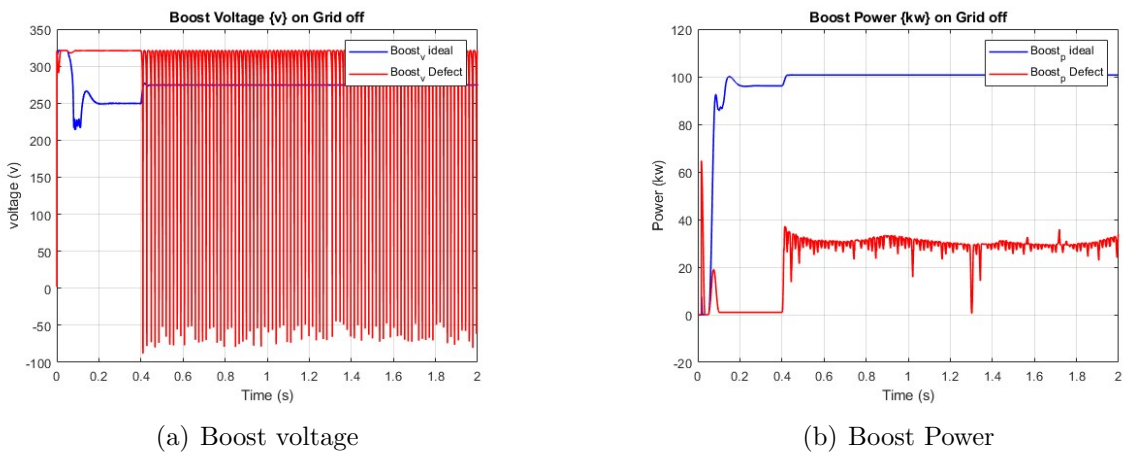 Boost Voltage {v} on Grid off
350
300
250
200
150
100
50
0
-50
-100
voltage (v)
0 0.2 0.4 0.6 0.8 1 1.2 1.4 1.6 1.8 2
Time (s)
Boost_v ideal
Boost_v Defect
(a) Boost voltage
Boost Power {kw} on Grid off
120
100
80
60
40
20
0
-20
Power (kw)
0 0.2 0.4 0.6 0.8 1 1.2 1.4 1.6 1.8 2
Time (s)
Boost_p ideal
Boost_p Defect
(b) Boost Power